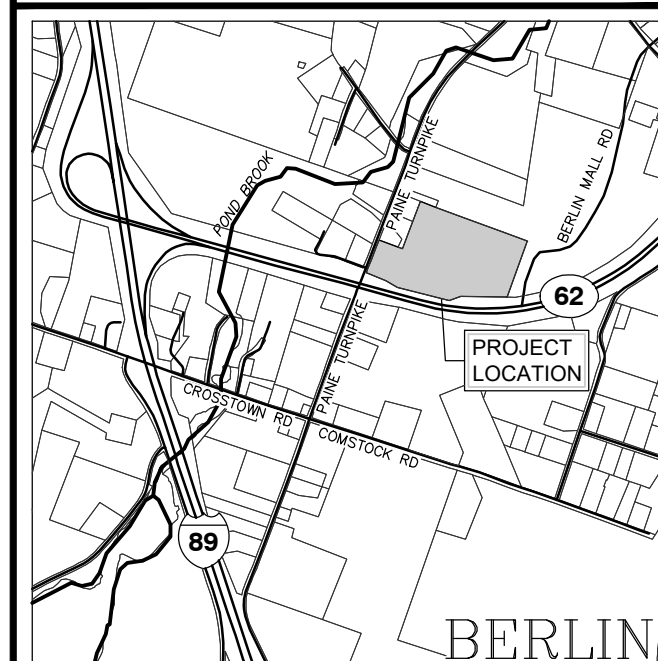 POND BROOK
PAINE TURNPIKE
BERLIN MALL RD
62
PROJECT
LOCATION
PAINE TURNPIKE
CROSSTOWN RD
COMSTOCK RD
89
BERLIN